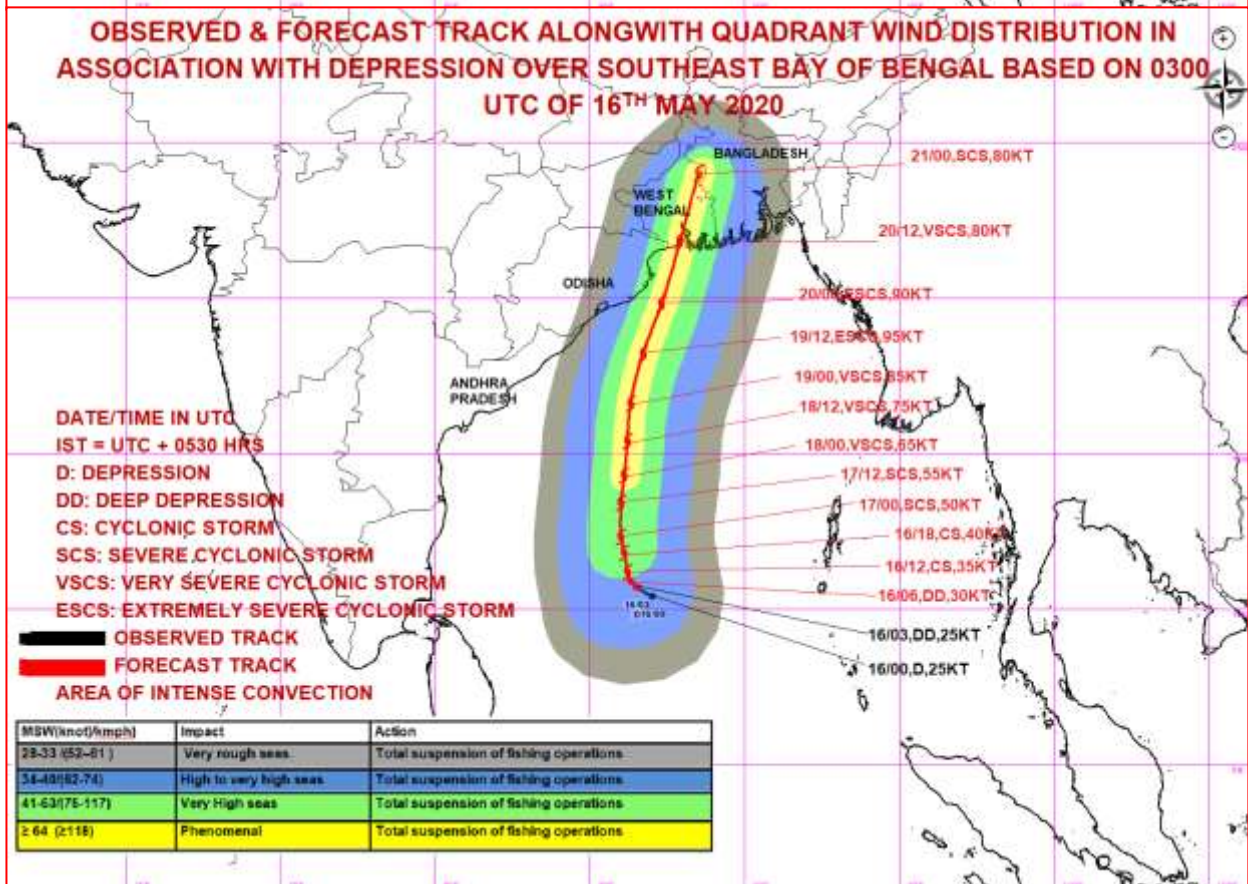 OBSERVED & FORECAST TRACK ALONGWITH QUADRANT WIND DISTRIBUTION IN
ASSOCIATION WITH DEPRESSION OVER SOUTHEAST BAY OF BENGAL BASED ON 0300
UTC OF 16TH MAY 2020
BANGLADESH
21/00,SCS,80KT
WEST
BENGAL
20/12,VSCS,80KT
ODISHA
20/00,ESCS,90KT
19/12,ESCS,95KT
19/00,VSCS,85KT
ANDHRA
PRADESH
18/12,VSCS,75KT
18/00,VSCS,65KT
17/12,SCS,55KT
17/00,SCS,50KT
16/18,CS,40KT
16/12,CS,35KT
16/06,DD,30KT
16/03,DD,25KT
16/00,D,25KT
DATE/TIME IN UTC
IST = UTC + 0530 HRS
D: DEPRESSION
DD: DEEP DEPRESSION
CS: CYCLONIC STORM
SCS: SEVERE CYCLONIC STORM
VSCS: VERY SEVERE CYCLONIC STORM
ESCS: EXTREMELY SEVERE CYCLONIC STORM
OBSERVED TRACK
FORECAST TRACK
AREA OF INTENSE CONVECTION
MSW(knot)/kmph) Impact Action
28-33 /(52–61 ) Very rough seas Total suspension of fishing operations
34-40/(62-74) High to very high seas Total suspension of fishing operations
41-63/(75-117) Very High seas Total suspension of fishing operations
≥ 64 (≥118) Phenomenal Total suspension of fishing operations